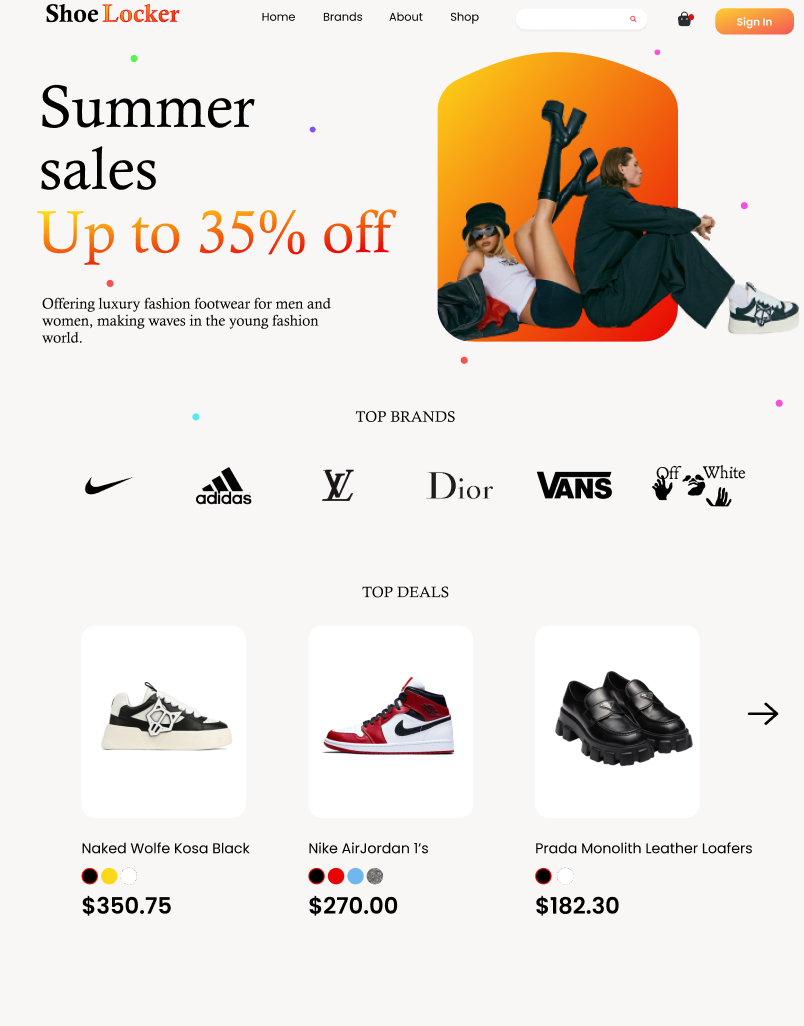 Shoe Locker
Home Brands About Shop
Sign In
Summer
sales
Up to 35% off
Offering luxury fashion footwear for men and
women, making waves in the young fashion
world.
TOP BRANDS
adidas
LV
Dior
VANS
Off White
TOP DEALS
Naked Wolfe Kosa Black
Nike AirJordan 1's
Prada Monolith Leather Loafers
$350.75
$270.00
$182.30